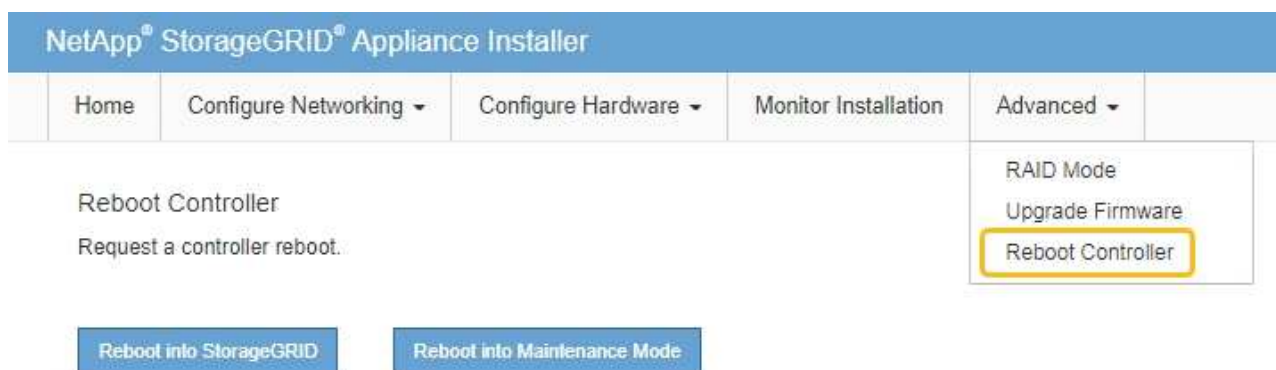 NetApp® StorageGRID® Appliance Installer
Home Configure Networking Configure Hardware Monitor Installation Advanced
RAID Mode
Upgrade Firmware
Reboot Controller
Reboot Controller
Request a controller reboot.
Reboot into StorageGRID Reboot into Maintenance Mode